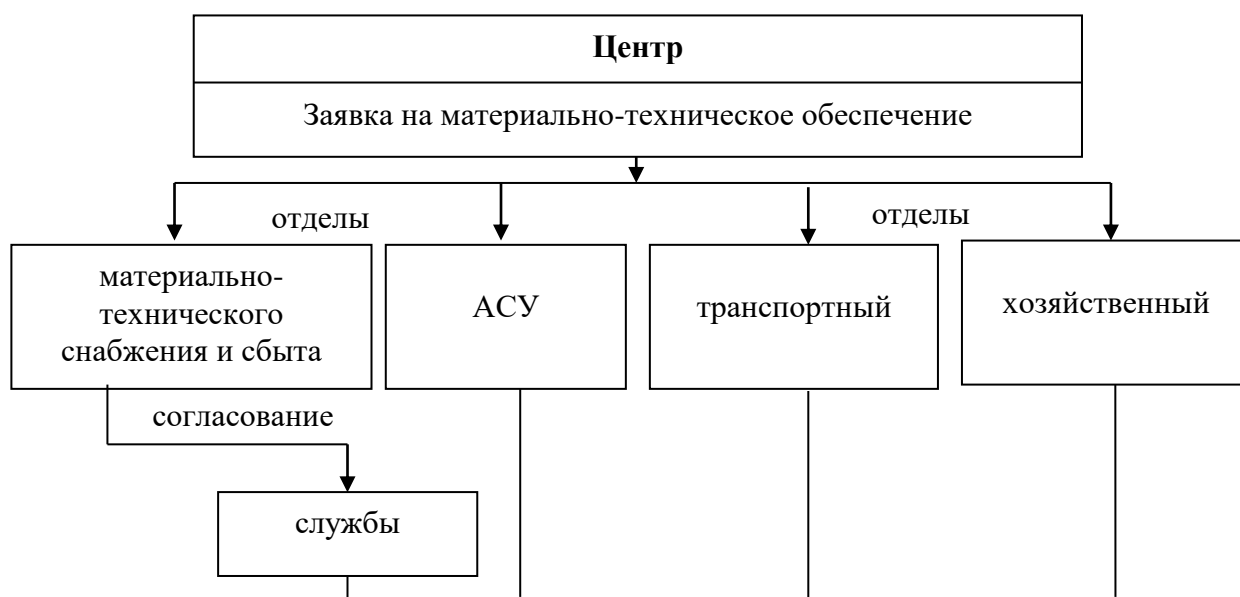 Центр
Заявка на материально-техническое обеспечение
отделы
отделы
материально-
технического
снабжения и сбыта
АСУ
транспортный
хозяйственный
согласование
службы